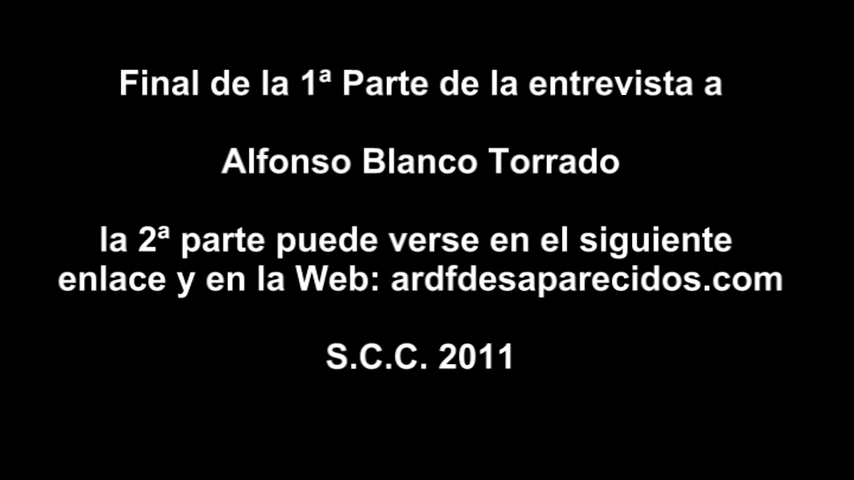 Final de la 1ª Parte de la entrevista a
Alfonso Blanco Torrado
la 2ª parte puede verse en el siguiente
enlace y en la Web: ardfdesaparecidos.com
S.C.C. 2011